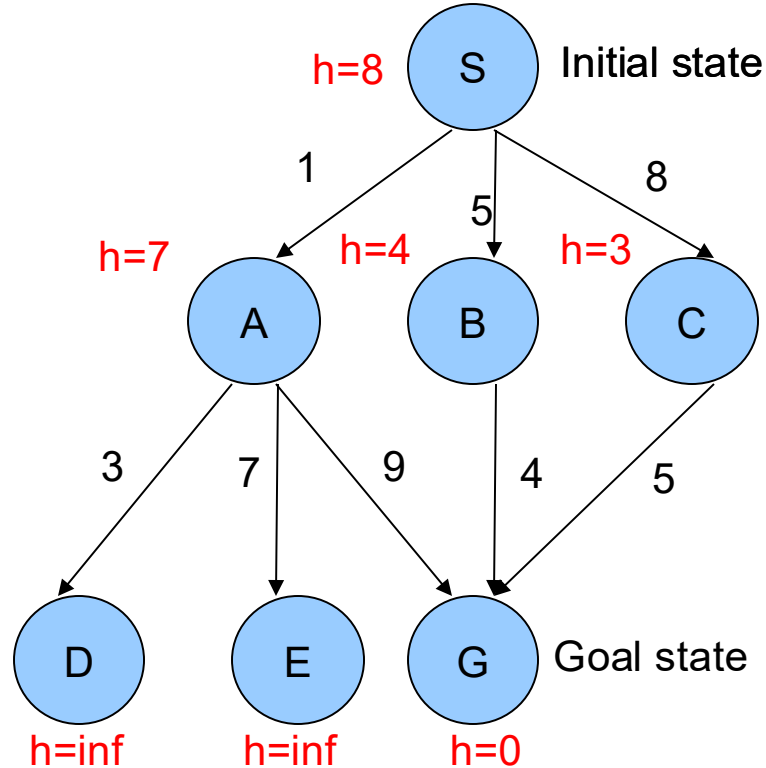 S
Initial state
h=8
1
5
8
h=7
h=4
h=3
A
B
C
3
7
9
4
5
D
E
G
Goal state
h=inf
h=inf
h=0